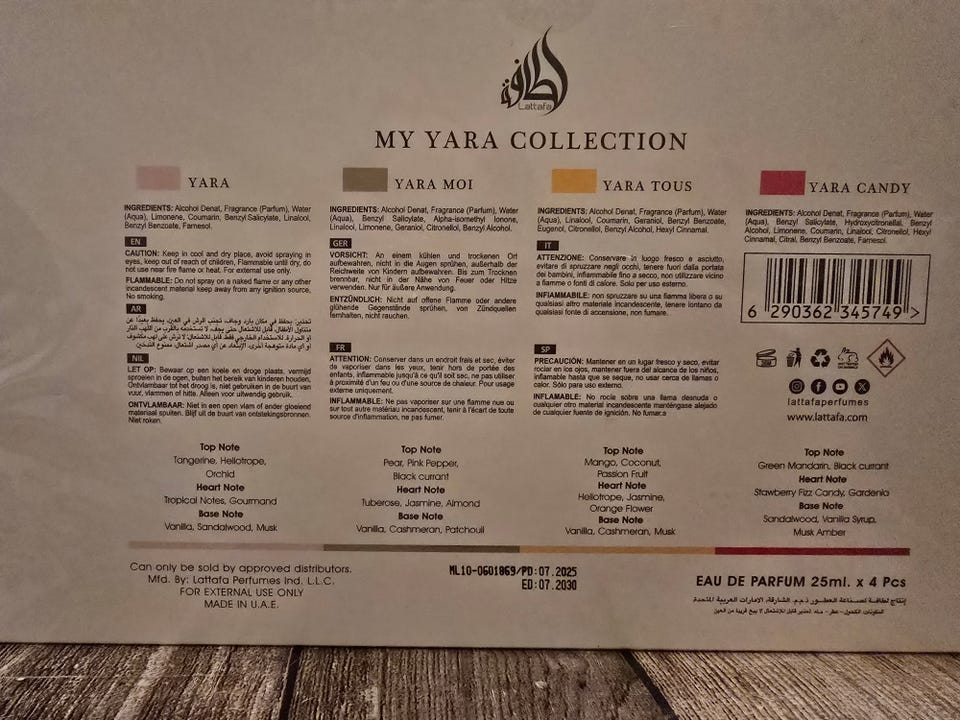 لطافة
Lattafa
MY YARA COLLECTION
YARA
INGREDIENTS: Alcohol Denat, Fragrance (Parfum), Water
(Aqua), Limonene, Coumarin, Benzyl Salicylate, Linalool,
Benzyl Benzoate, Farnesol.
EN
CAUTION: Keep in cool and dry place, avoid spraying in
eyes, keep out of reach of children, Flammable until dry, do
not use near fire flame or heat. For external use only.
FLAMMABLE: Do not spray on a naked flame or any other
incandescent material keep away from any ignition source,
No smoking.
AR
NIL
LET OP: Bewaar op een koele en droge plaats. vermijd
sproeien in de ogen, buiten het bereik van kinderen houden,
Ontvlambaar tot het droog is, niet gebruiken in de buurt van
vuur, vlammen of hitte. Alleen voor uitwendig gebruik.
ONTVLAMBAAR: Niet in een open vlam of ander gloeiend
materiaal spuiten. Blijf uit de buurt van ontstekingsbronnen.
Niet roken.
Top Note
Tangerine, Heliotrope,
Orchid
Heart Note
Tropical Notes, Gourmand
Base Note
Vanilla, Sandalwood, Musk
YARA MOI
INGREDIENTS: Alcohol Denat, Fragrance (Parfum), Water
(Aqua), Benzyl Salicylate, Alpha-isomethyl Ionone,
Linalool, Limonene, Geraniol, Citronellol, Benzyl Alcohol.
GER
VORSICHT: An einem kühlen und trockenen Ort
aufbewahren, nicht in die Augen sprühen, außerhalb der
Reichweite von Kindern aufbewahren. Bis zum Trocknen
brennbar, nicht in der Nähe von Feuer oder Hitze
verwenden. Nur für äußere Anwendung.
ENTZÜNDLICH: Nicht auf offene Flamme oder andere
glühende Gegenstände sprühen, von Zündquellen
fernhalten, nicht rauchen.
FR
ATTENTION: Conserver dans un endroit frais et sec, éviter
de vaporiser dans les yeux, tenir hors de portée des
enfants, inflammable jusqu'à ce qu'il soit sec, ne pas utiliser
à proximité d'un feu ou d'une source de chaleur. Pour usage
externe uniquement.
INFLAMMABLE: Ne pas vaporiser sur une flamme nue ou
sur tout autre matériau incandescent, tenir à l'écart de toute
source d'inflammation, ne pas fumer.
Top Note
Pear, Pink Pepper,
Black currant
Heart Note
Tuberose, Jasmine, Almond
Base Note
Vanilla, Cashmeran, Patchouli
YARA TOUS
INGREDIENTS: Alcohol Denat, Fragrance (Parfum), Water
(Aqua), Linalool, Coumarin, Geraniol, Benzyl Benzoate,
Eugenol, Citronellol, Benzyl Alcohol, Hexyl Cinnamal.
IT
ATTENZIONE: Conservare in luogo fresco e asciutto,
evitare di spruzzare negli occhi, tenere fuori dalla portata
dei bambini, infiammabile fino a secco, non utilizzare vicino
a fiamme o fonti di calore. Solo per uso esterno.
INFIAMMABILE: non spruzzare su una fiamma libera o su
qualsiasi altro materiale incandescente, tenere lontano da
qualsiasi fonte di accensione, non fumare.
SP
PRECAUCIÓN: Mantener en un lugar fresco y seco, evitar
rociar en los ojos, mantener fuera del alcance de los niños,
inflamable hasta que se seque, no usar cerca de llamas o
calor. Sólo para uso externo.
INFLAMABLE: No rocíe sobre una llama desnuda o
cualquier otro material incandescente manténgase alejado
de cualquier fuente de ignición. No fumar.
Top Note
Mango, Coconut,
Passion Fruit
Heart Note
Heliotrope, Jasmine,
Orange Flower
Base Note
Vanilla, Cashmeran, Musk
YARA CANDY
INGREDIENTS: Alcohol Denat, Fragrance (Parfum), Water
(Aqua), Benzyl Salicylate, Hydroxycitronellal, Benzyl
Alcohol, Limonene, Coumarin, Linalool, Citronellol, Hexyl
Cinnamal, Citral, Benzyl Benzoate, Farnesol.
6 290362 345749 >
lattafaperfumes
www.lattafa.com
Top Note
Green Mandarin, Black currant
Heart Note
Stawberry Fizz Candy, Gardenia
Base Note
Sandalwood, Vanilla Syrup,
Musk Amber
Can only be sold by approved distributors.
Mfd. By: Lattafa Perfumes Ind. L.L.C.
FOR EXTERNAL USE ONLY
MADE IN U.A.E.
ML10-0601869/PD:07.2025
ED:07.2030
EAU DE PARFUM 25ml. x 4 Pcs
إنتاج لطافة لصناعة العطور ذ.م.م. الشارقة، الإمارات العربية المتحدة